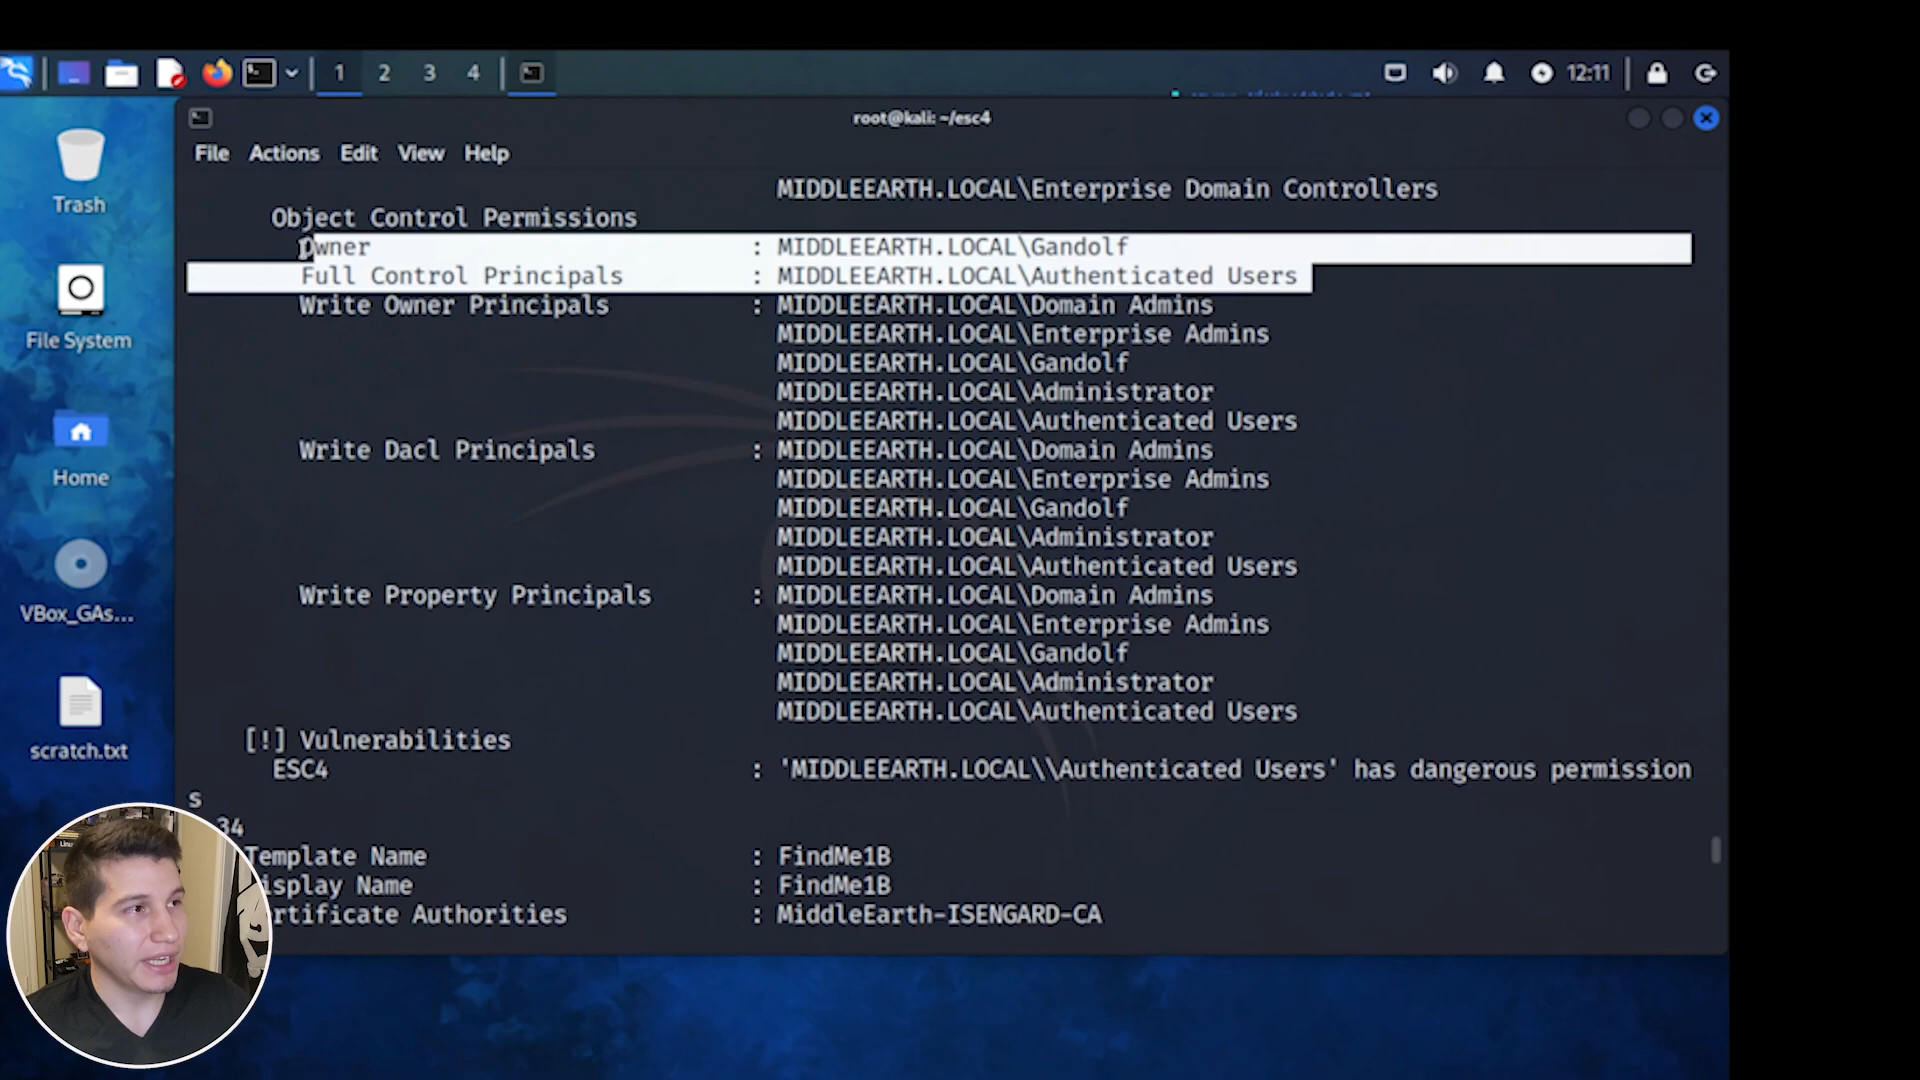 1 2 3 4 12:11
root@kali: ~/esc4
File Actions Edit View Help
Trash
File System
Home
VBox_GAs...
scratch.txt
MIDDLEEARTH.LOCAL\Enterprise Domain Controllers
Object Control Permissions
Owner : MIDDLEEARTH.LOCAL\Gandolf
Full Control Principals : MIDDLEEARTH.LOCAL\Authenticated Users
Write Owner Principals : MIDDLEEARTH.LOCAL\Domain Admins
MIDDLEEARTH.LOCAL\Enterprise Admins
MIDDLEEARTH.LOCAL\Gandolf
MIDDLEEARTH.LOCAL\Administrator
MIDDLEEARTH.LOCAL\Authenticated Users
Write Dacl Principals : MIDDLEEARTH.LOCAL\Domain Admins
MIDDLEEARTH.LOCAL\Enterprise Admins
MIDDLEEARTH.LOCAL\Gandolf
MIDDLEEARTH.LOCAL\Administrator
MIDDLEEARTH.LOCAL\Authenticated Users
Write Property Principals : MIDDLEEARTH.LOCAL\Domain Admins
MIDDLEEARTH.LOCAL\Enterprise Admins
MIDDLEEARTH.LOCAL\Gandolf
MIDDLEEARTH.LOCAL\Administrator
MIDDLEEARTH.LOCAL\Authenticated Users
[!] Vulnerabilities
ESC4 : 'MIDDLEEARTH.LOCAL\\Authenticated Users' has dangerous permission
s
34
Template Name : FindMe1B
isplay Name : FindMe1B
rtificate Authorities : MiddleEarth-ISENGARD-CA